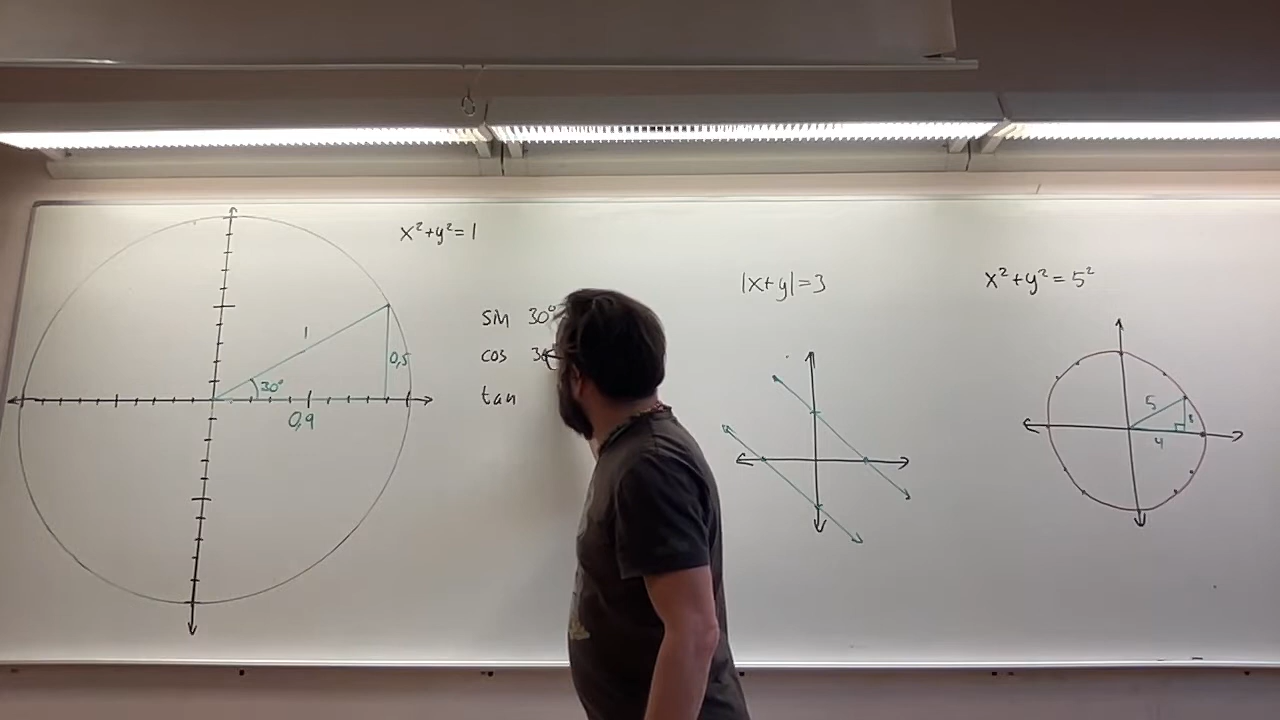 x²+y²=1
1
0,5
30°
0,9
sin 30°
cos
tan
|x+y|=3
x²+y²=5²
5
3
4